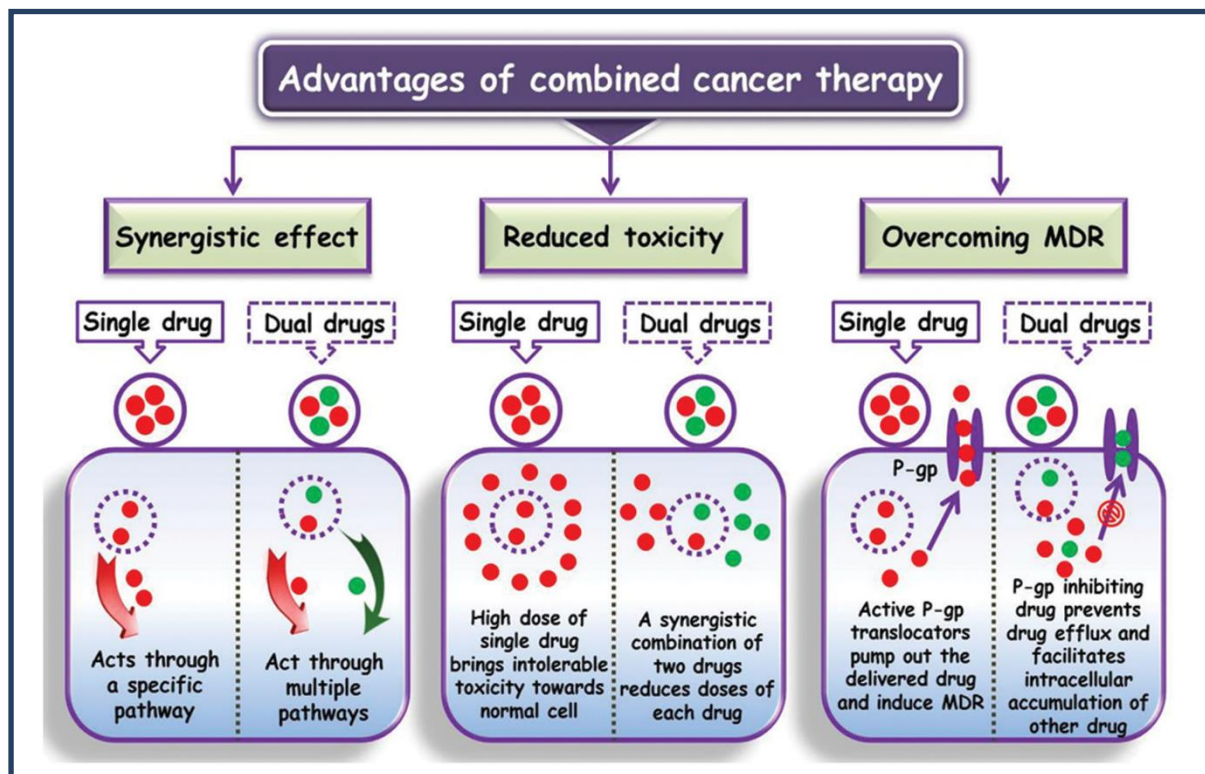 Advantages of combined cancer therapy
Synergistic effect
Reduced toxicity
Overcoming MDR
Single drug
Dual drugs
Single drug
Dual drugs
Single drug
Dual drugs
Acts through
a specific
pathway
Act through
multiple
pathways
High dose of
single drug
brings intolerable
toxicity towards
normal cell
A synergistic
combination of
two drugs
reduces doses of
each drug
P-gp
Active P-gp
translocators
pump out the
delivered drug
and induce MDR
P-gp inhibiting
drug prevents
drug efflux and
facilitates
intracellular
accumulation of
other drug